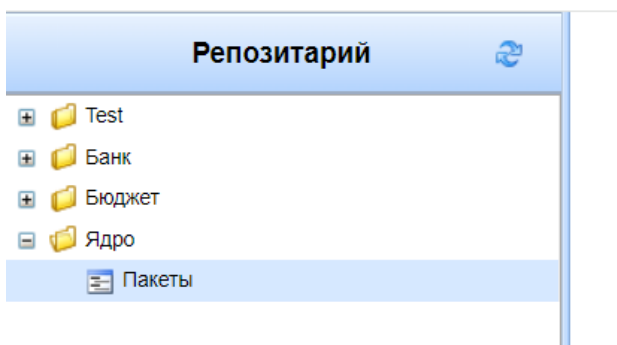 Репозитарий
Test
Банк
Бюджет
Ядро
Пакеты